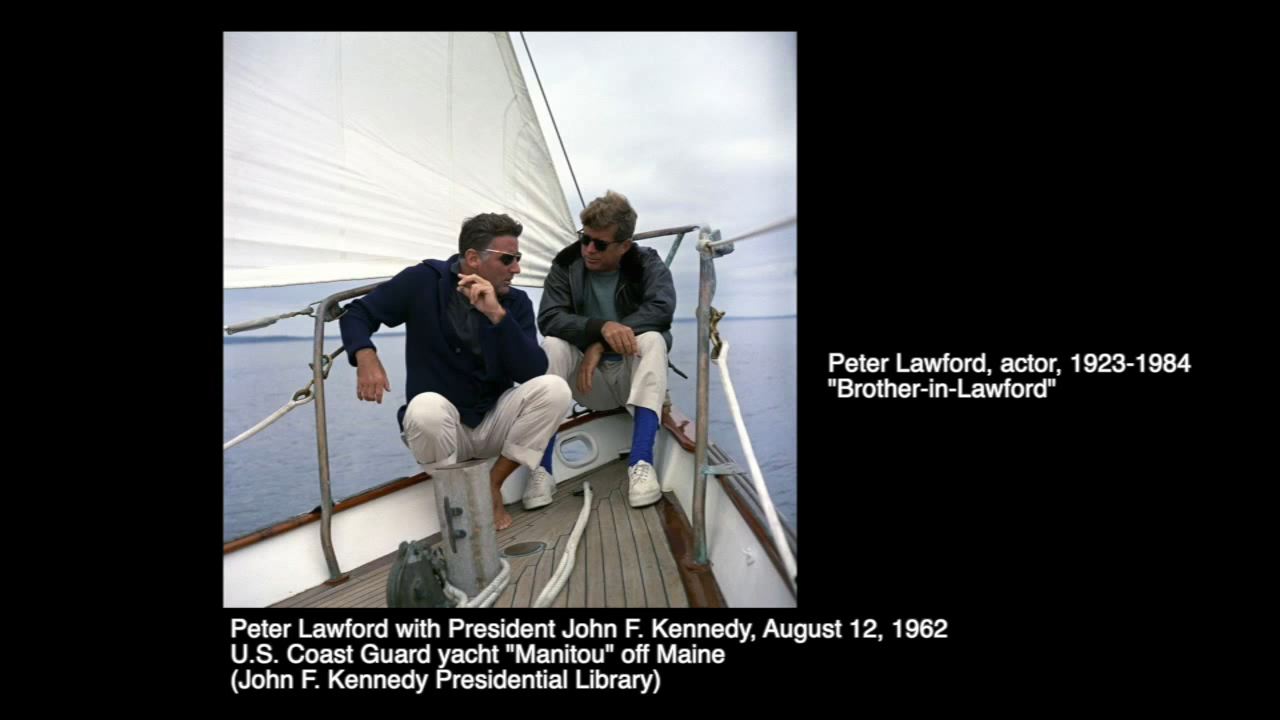 Peter Lawford, actor, 1923-1984
"Brother-in-Lawford"
Peter Lawford with President John F. Kennedy, August 12, 1962
U.S. Coast Guard yacht "Manitou" off Maine
(John F. Kennedy Presidential Library)